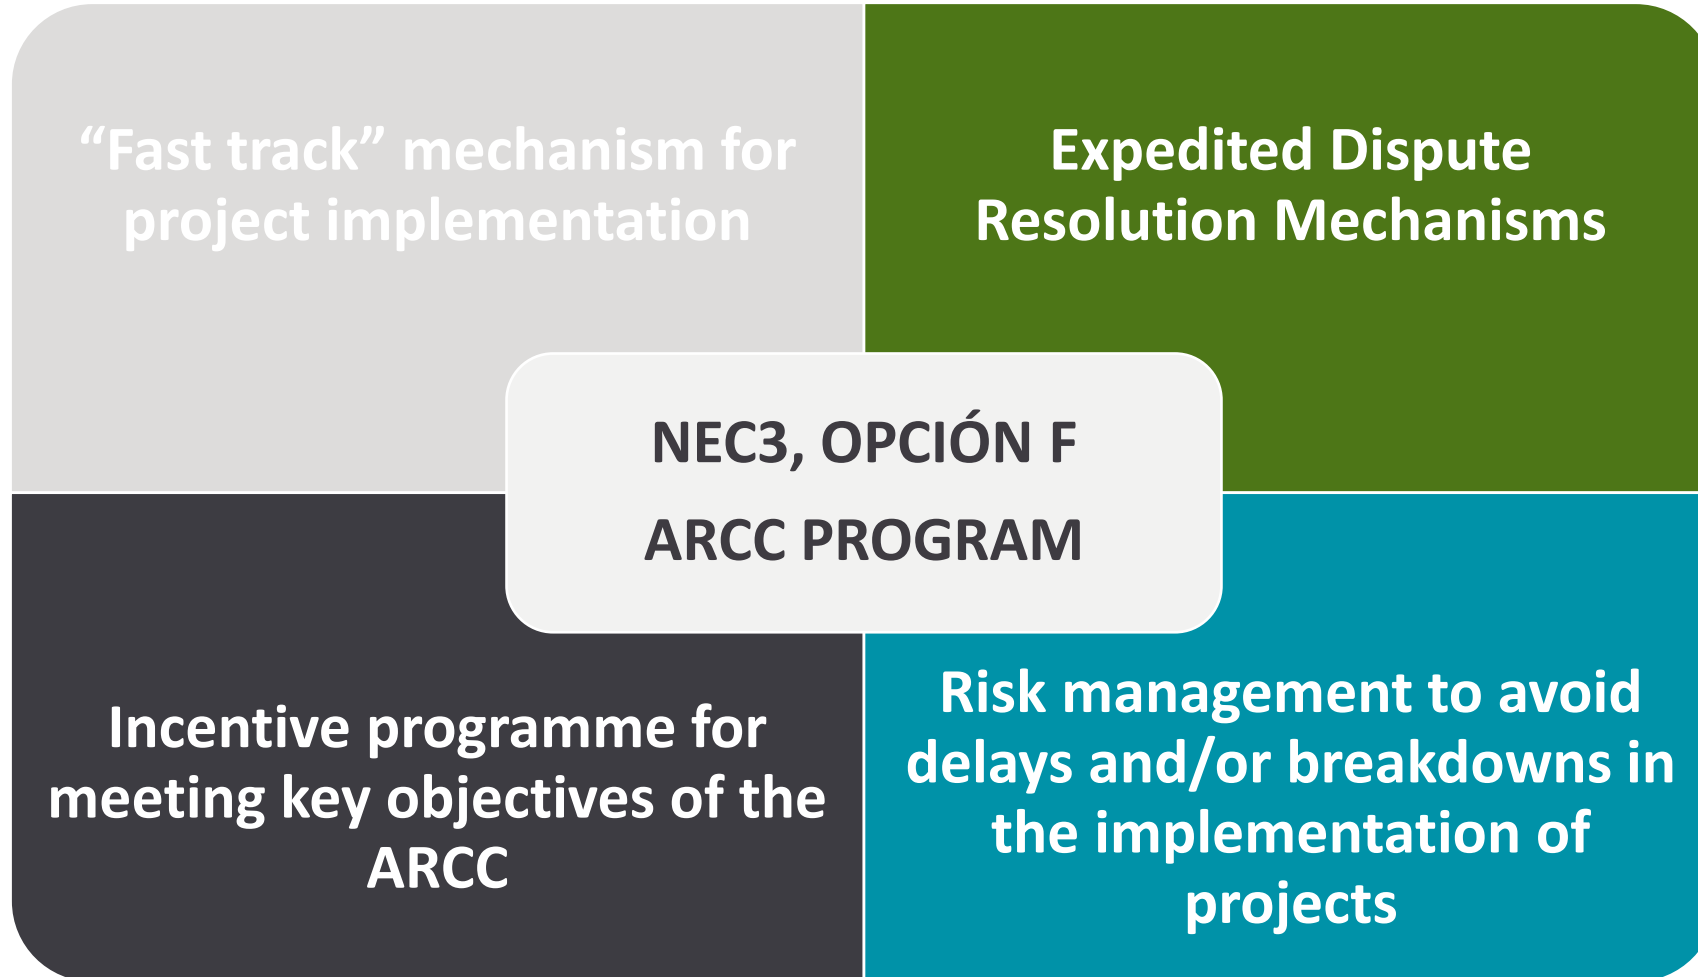 “Fast track” mechanism for
project implementation
Expedited Dispute
Resolution Mechanisms
NEC3, OPCIÓN F
ARCC PROGRAM
Incentive programme for
meeting key objectives of the
ARCC
Risk management to avoid
delays and/or breakdowns in
the implementation of
projects